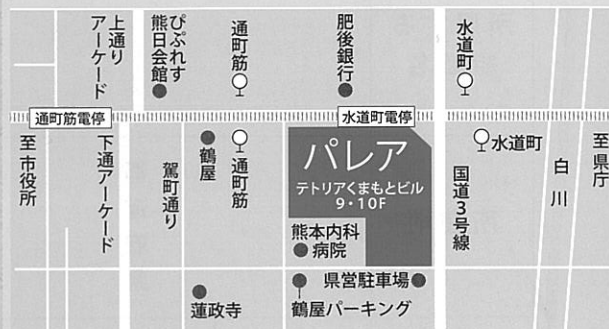 上通り
アーケード
びぷれす
熊日会館
通町筋
肥後銀行
水道町
通町筋電停
水道町電停
至市役所
下通アーケード
駕町通り
鶴屋
通町筋
パレア
テトリアくまもとビル
9・10F
熊本内科
病院
国道3号線
水道町
白川
至県庁
蓮政寺
県営駐車場
鶴屋パーキング